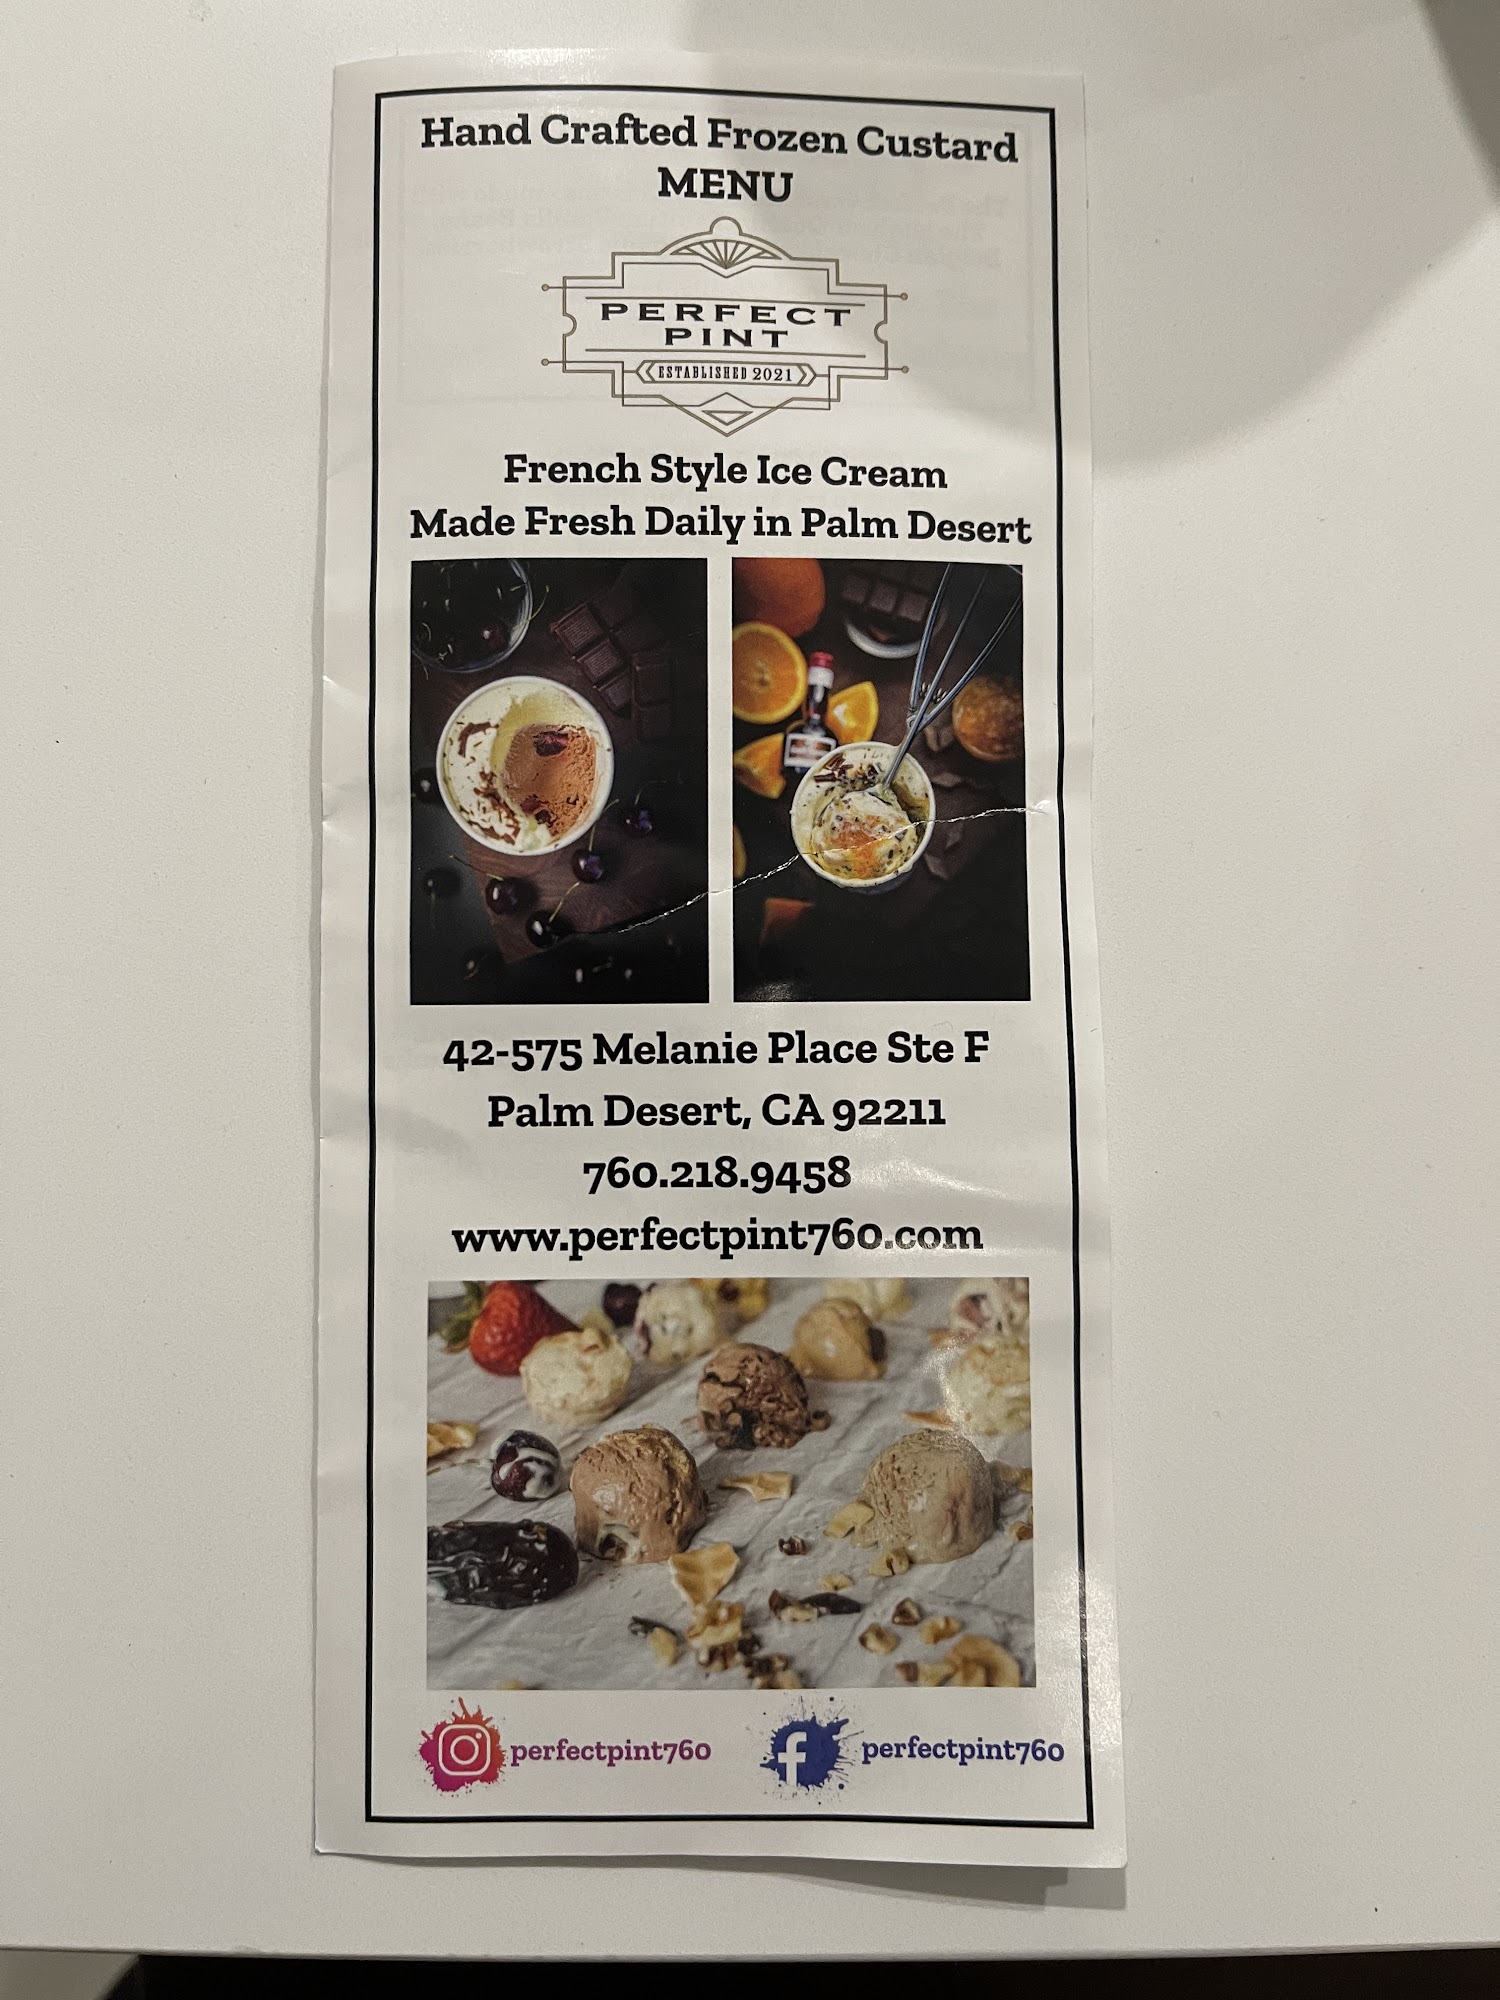 Hand Crafted Frozen Custard
MENU
PERFECT
PINT
ESTABLISHED 2021
French Style Ice Cream
Made Fresh Daily in Palm Desert
42-575 Melanie Place Ste F
Palm Desert, CA 92211
760.218.9458
www.perfectpint760.com
perfectpint760
perfectpint760